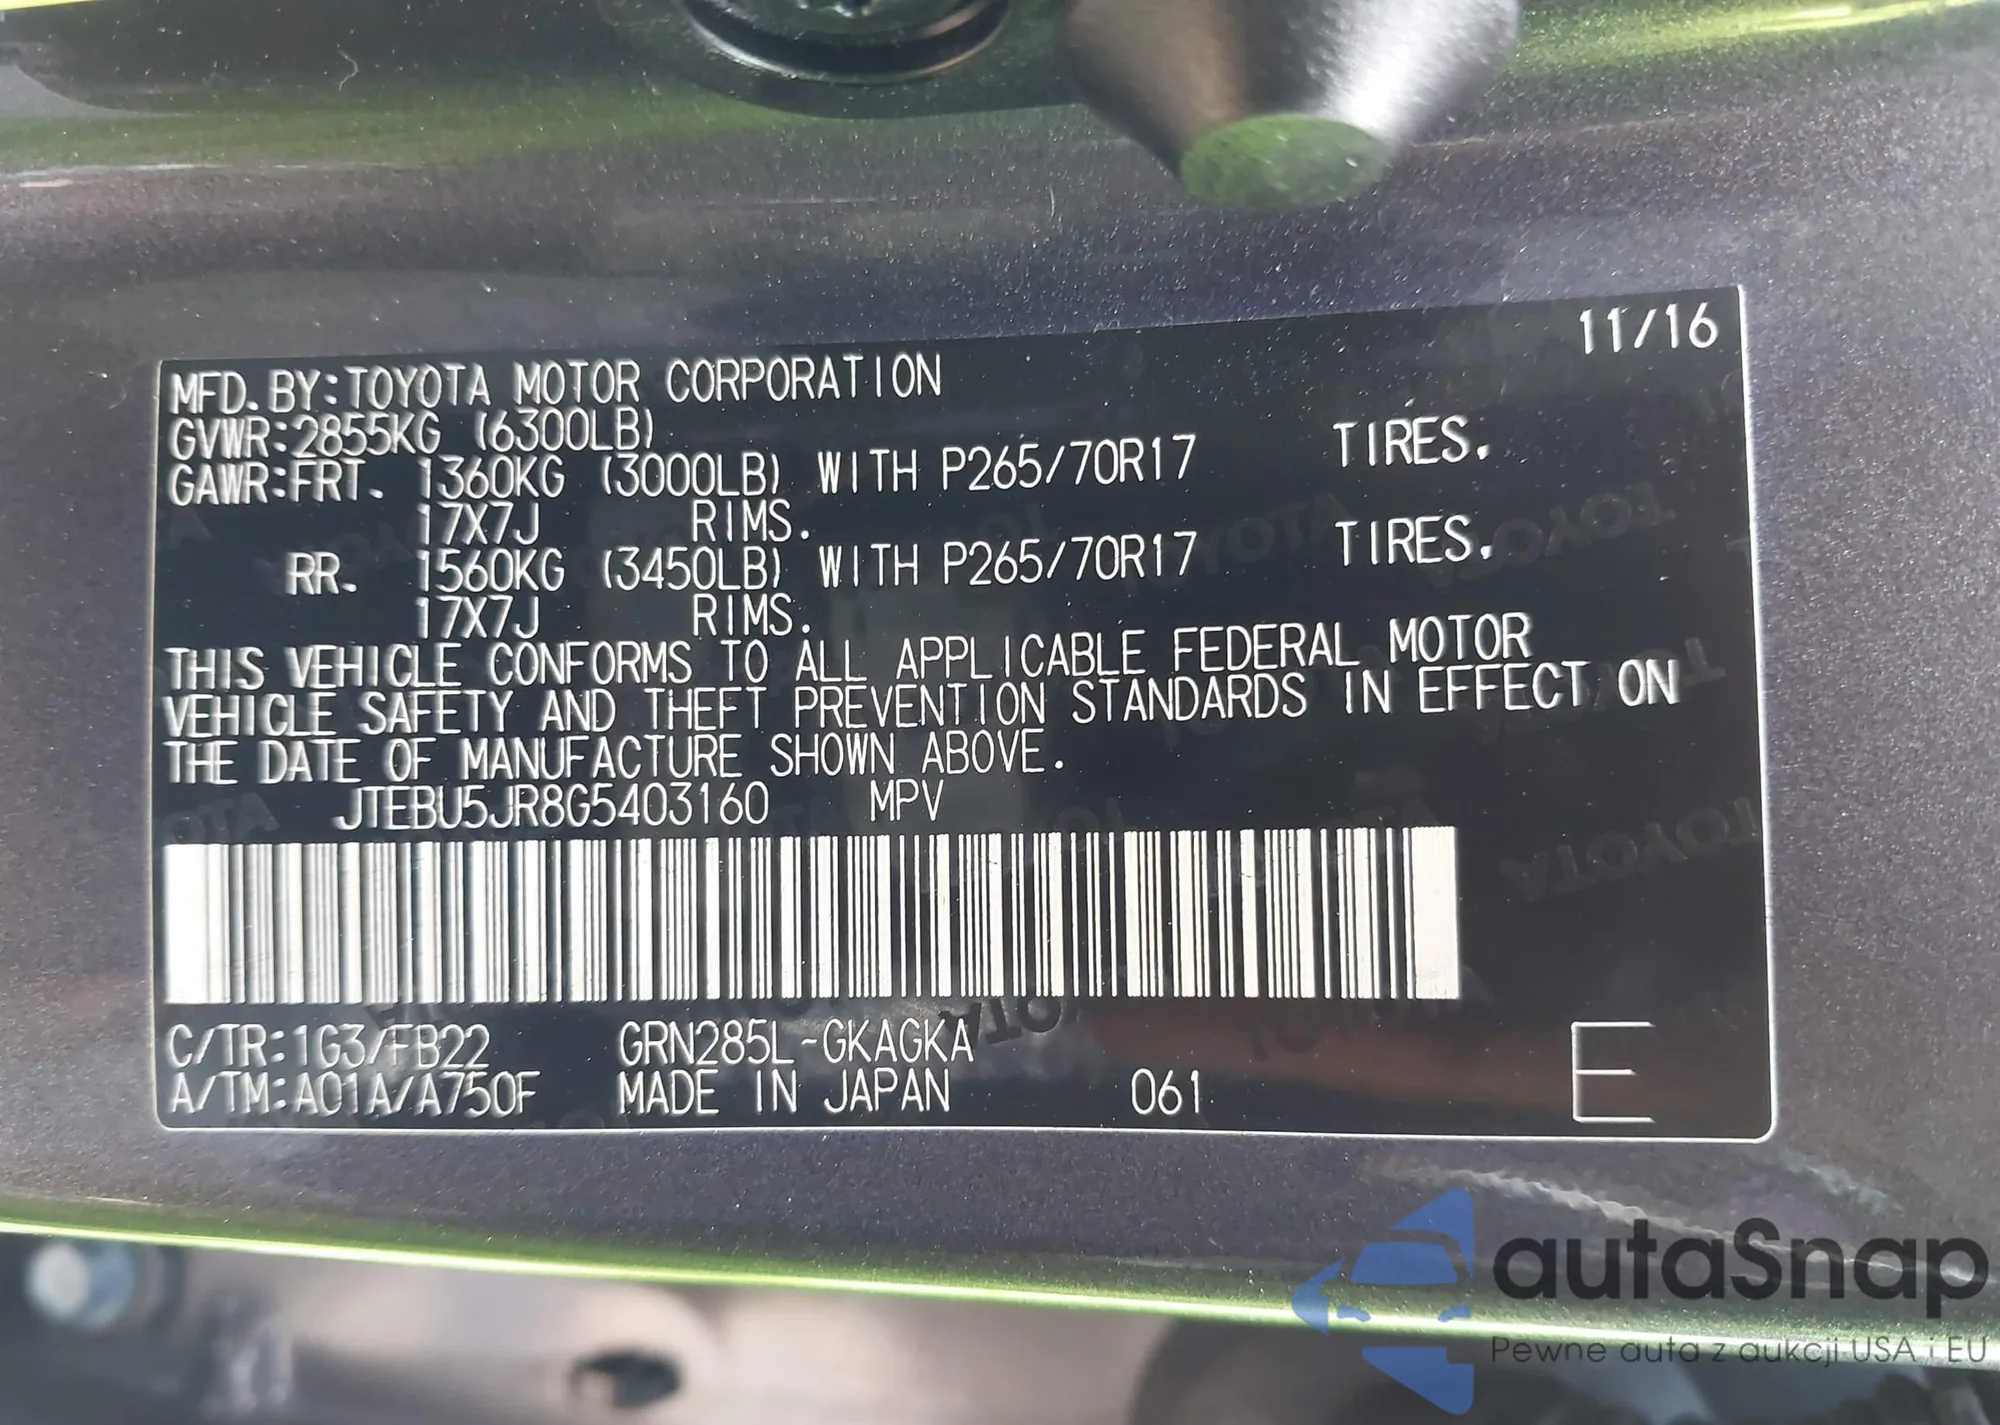 11/16
MFD. BY:TOYOTA MOTOR CORPORATION
GVWR:2855KG (6300LB)
GAWR:FRT. 1360KG (3000LB) WITH P265/70R17 TIRES.
17X7J RIMS.
RR. 1560KG (3450LB) WITH P265/70R17 TIRES.
17X7J RIMS.
THIS VEHICLE CONFORMS TO ALL APPLICABLE FEDERAL MOTOR
VEHICLE SAFETY AND THEFT PREVENTION STANDARDS IN EFFECT ON
THE DATE OF MANUFACTURE SHOWN ABOVE.
JTEBU5JR8G5403160 MPV
C/TR:1G3/FB22 GRN285L-GKAGKA
A/TM:A01A/A750F MADE IN JAPAN 061 E
autaSnap
Pewne auta z aukcji USA i EU